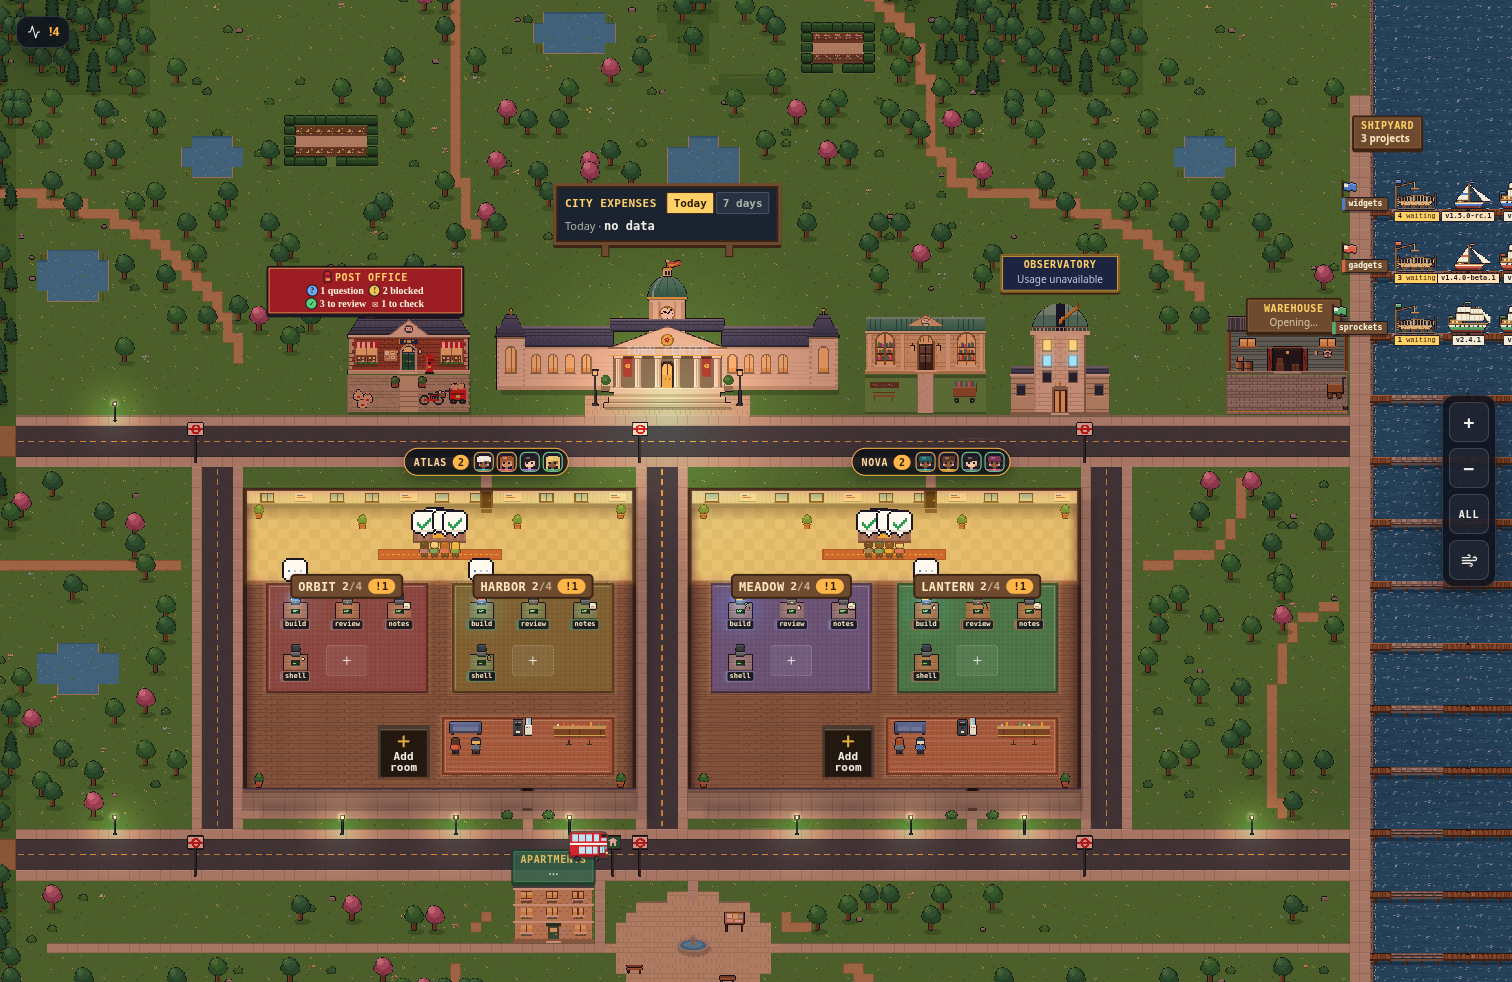 !4
SHIPYARD
3 projects
CITY EXPENSES Today 7 days
Today · no data
widgets
4 waiting v1.5.0-rc.1
gadgets
3 waiting v1.4.0-beta.1
POST OFFICE
? 1 question ! 2 blocked
✓ 3 to review ✉ 1 to check
OBSERVATORY
Usage unavailable
WAREHOUSE
Opening...
sprockets
1 waiting v2.4.1
+
−
ALL
ATLAS 2
NOVA 2
ORBIT 2/4 !1
HARBOR 2/4 !1
MEADOW 2/4 !1
LANTERN 2/4 !1
build review notes
build review notes
build review notes
build review notes
shell +
shell +
shell +
shell +
+
Add
room
+
Add
room
APARTMENTS
...